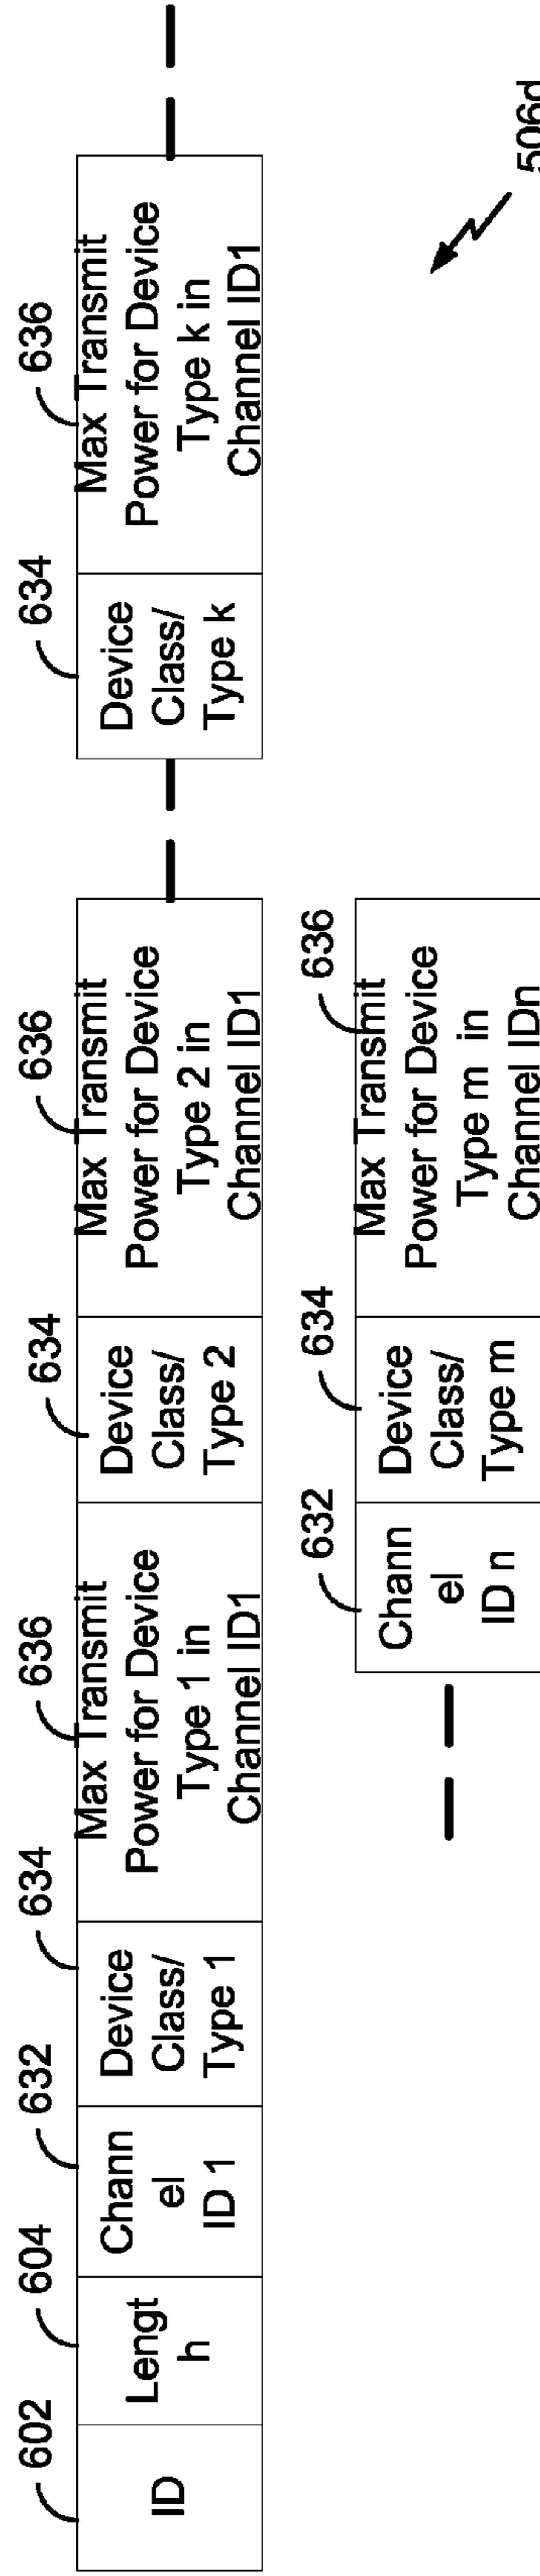 602
604
632
634
636
634
636
634
636
ID
Lengt
h
Chann
el
ID 1
Device
Class/
Type 1
Max Transmit
Power for Device
Type 1 in
Channel ID1
Device
Class/
Type 2
Max Transmit
Power for Device
Type 2 in
Channel ID1
Device
Class/
Type k
Max Transmit
Power for Device
Type k in
Channel ID1
632
634
636
Chann
el
ID n
Device
Class/
Type m
Max Transmit
Power for Device
Type m in
Channel IDn
506d